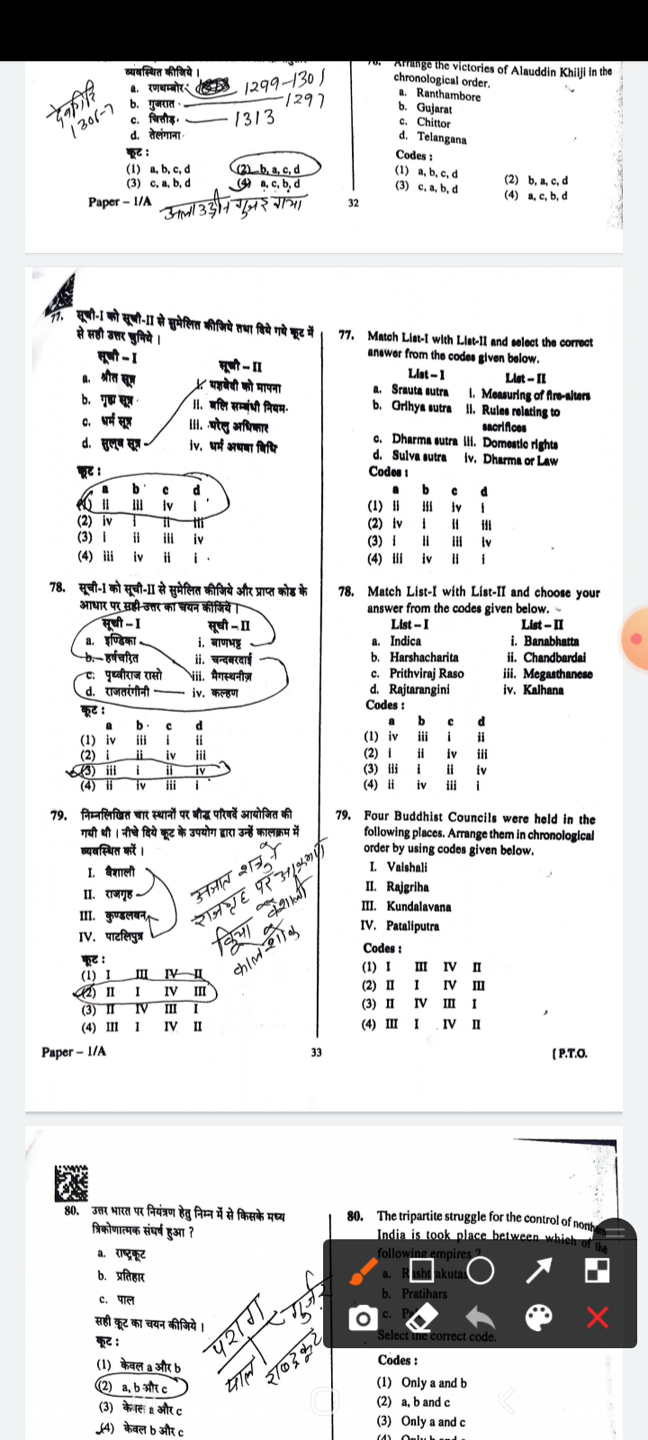 व्यवस्थित कीजिये ।
a. रणथम्बोर 1299-1301
b. गुजरात 1297
c. चित्तौड़ 1313
d. तेलंगाना
देवगिरि
1306-7
कूट :
(1) a, b, c, d (2) b, a, c, d
(3) c, a, b, d (4) a, c, b, d
Paper – 1/A
32
Arrange the victories of Alauddin Khilji in the
chronological order.
a. Ranthambore
b. Gujarat
c. Chittor
d. Telangana
Codes :
(1) a, b, c, d (2) b, a, c, d
(3) c, a, b, d (4) a, c, b, d
77. सूची-I को सूची-II से सुमेलित कीजिये तथा दिये गये कूट में
से सही उत्तर चुनिये ।
सूची – I सूची – II
a. श्रौत सूत्र i. यज्ञवेदी को मापना
b. गृह्य सूत्र ii. बलि सम्बंधी नियम
c. धर्म सूत्र iii. घरेलु अधिकार
d. सुल्व सूत्र iv. धर्म अथवा विधि
कूट :
a b c d
(1) ii iii iv i
(2) iv i ii iii
(3) i ii iii iv
(4) iii iv ii i
77. Match List-I with List-II and select the correct
answer from the codes given below.
List – I List – II
a. Srauta sutra i. Measuring of fire-alters
b. Grihya sutra ii. Rules relating to
sacrifices
c. Dharma sutra iii. Domestic rights
d. Sulva sutra iv. Dharma or Law
Codes :
a b c d
(1) ii iii iv i
(2) iv i ii iii
(3) i ii iii iv
(4) iii iv ii i
78. सूची-I को सूची-II से सुमेलित कीजिये और प्राप्त कोड के
आधार पर सही उत्तर का चयन कीजिये ।
सूची – I सूची – II
a. इण्डिका i. बाणभट्ट
b. हर्षचरित ii. चन्दबरदाई
c. पृथ्वीराज रासो iii. मैगस्थनीज़
d. राजतरंगीनी iv. कल्हण
कूट :
a b c d
(1) iv iii i ii
(2) i ii iv iii
(3) iii i ii iv
(4) ii iv iii i
78. Match List-I with List-II and choose your
answer from the codes given below.
List – I List – II
a. Indica i. Banabhatta
b. Harshacharita ii. Chandbardai
c. Prithviraj Raso iii. Megasthanese
d. Rajtarangini iv. Kalhana
Codes :
a b c d
(1) iv iii i ii
(2) i ii iv iii
(3) iii i ii iv
(4) ii iv iii i
79. निम्नलिखित चार स्थानों पर बौद्ध परिषदें आयोजित की
गयी थी । नीचे दिये कूट के उपयोग द्वारा उन्हें कालक्रम में
व्यवस्थित करें ।
I. वैशाली
II. राजगृह
III. कुण्डलबन
IV. पाटलिपुत्र
कूट :
(1) I III IV II
(2) II I IV III
(3) II IV III I
(4) III I IV II
अजात शत्रु ने
राजगृह पर आक्रमण
किया वैशाली
कालाशोक
79. Four Buddhist Councils were held in the
following places. Arrange them in chronological
order by using codes given below.
I. Vaishali
II. Rajgriha
III. Kundalavana
IV. Pataliputra
Codes :
(1) I III IV II
(2) II I IV III
(3) II IV III I
(4) III I IV II
Paper – 1/A
33
[ P.T.O.
80. उत्तर भारत पर नियंत्रण हेतु निम्न में से किसके मध्य
त्रिकोणात्मक संघर्ष हुआ ?
a. राष्ट्रकूट
b. प्रतिहार
c. पाल
सही कूट का चयन कीजिये ।
कूट :
(1) केवल a और b
(2) a, b और c
(3) केवल a और c
(4) केवल b और c
पाल
80. The tripartite struggle for the control of northern
India is took place between which of the
following empires ?
a. Rashtrakutas
b. Pratihars
Select the correct code.
Codes :
(1) Only a and b
(2) a, b and c
(3) Only a and c